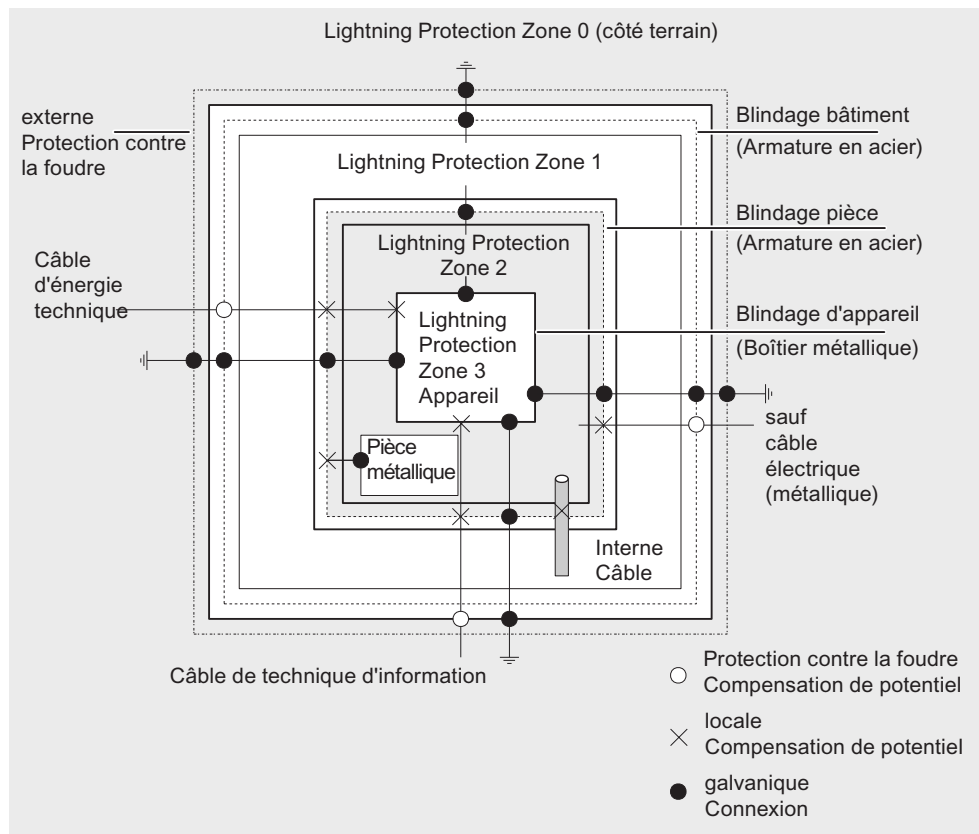 Lightning Protection Zone 0 (côté terrain)
externe
Protection contre
la foudre
Blindage bâtiment
(Armature en acier)
Lightning Protection Zone 1
Blindage pièce
(Armature en acier)
Lightning Protection
Zone 2
Câble
d'énergie
technique
Lightning
Protection
Zone 3
Appareil
Blindage d'appareil
(Boîtier métallique)
sauf
câble
électrique
(métallique)
Pièce
métallique
Interne
Câble
Câble de technique d'information
Protection contre la foudre
Compensation de potentiel
locale
Compensation de potentiel
galvanique
Connexion